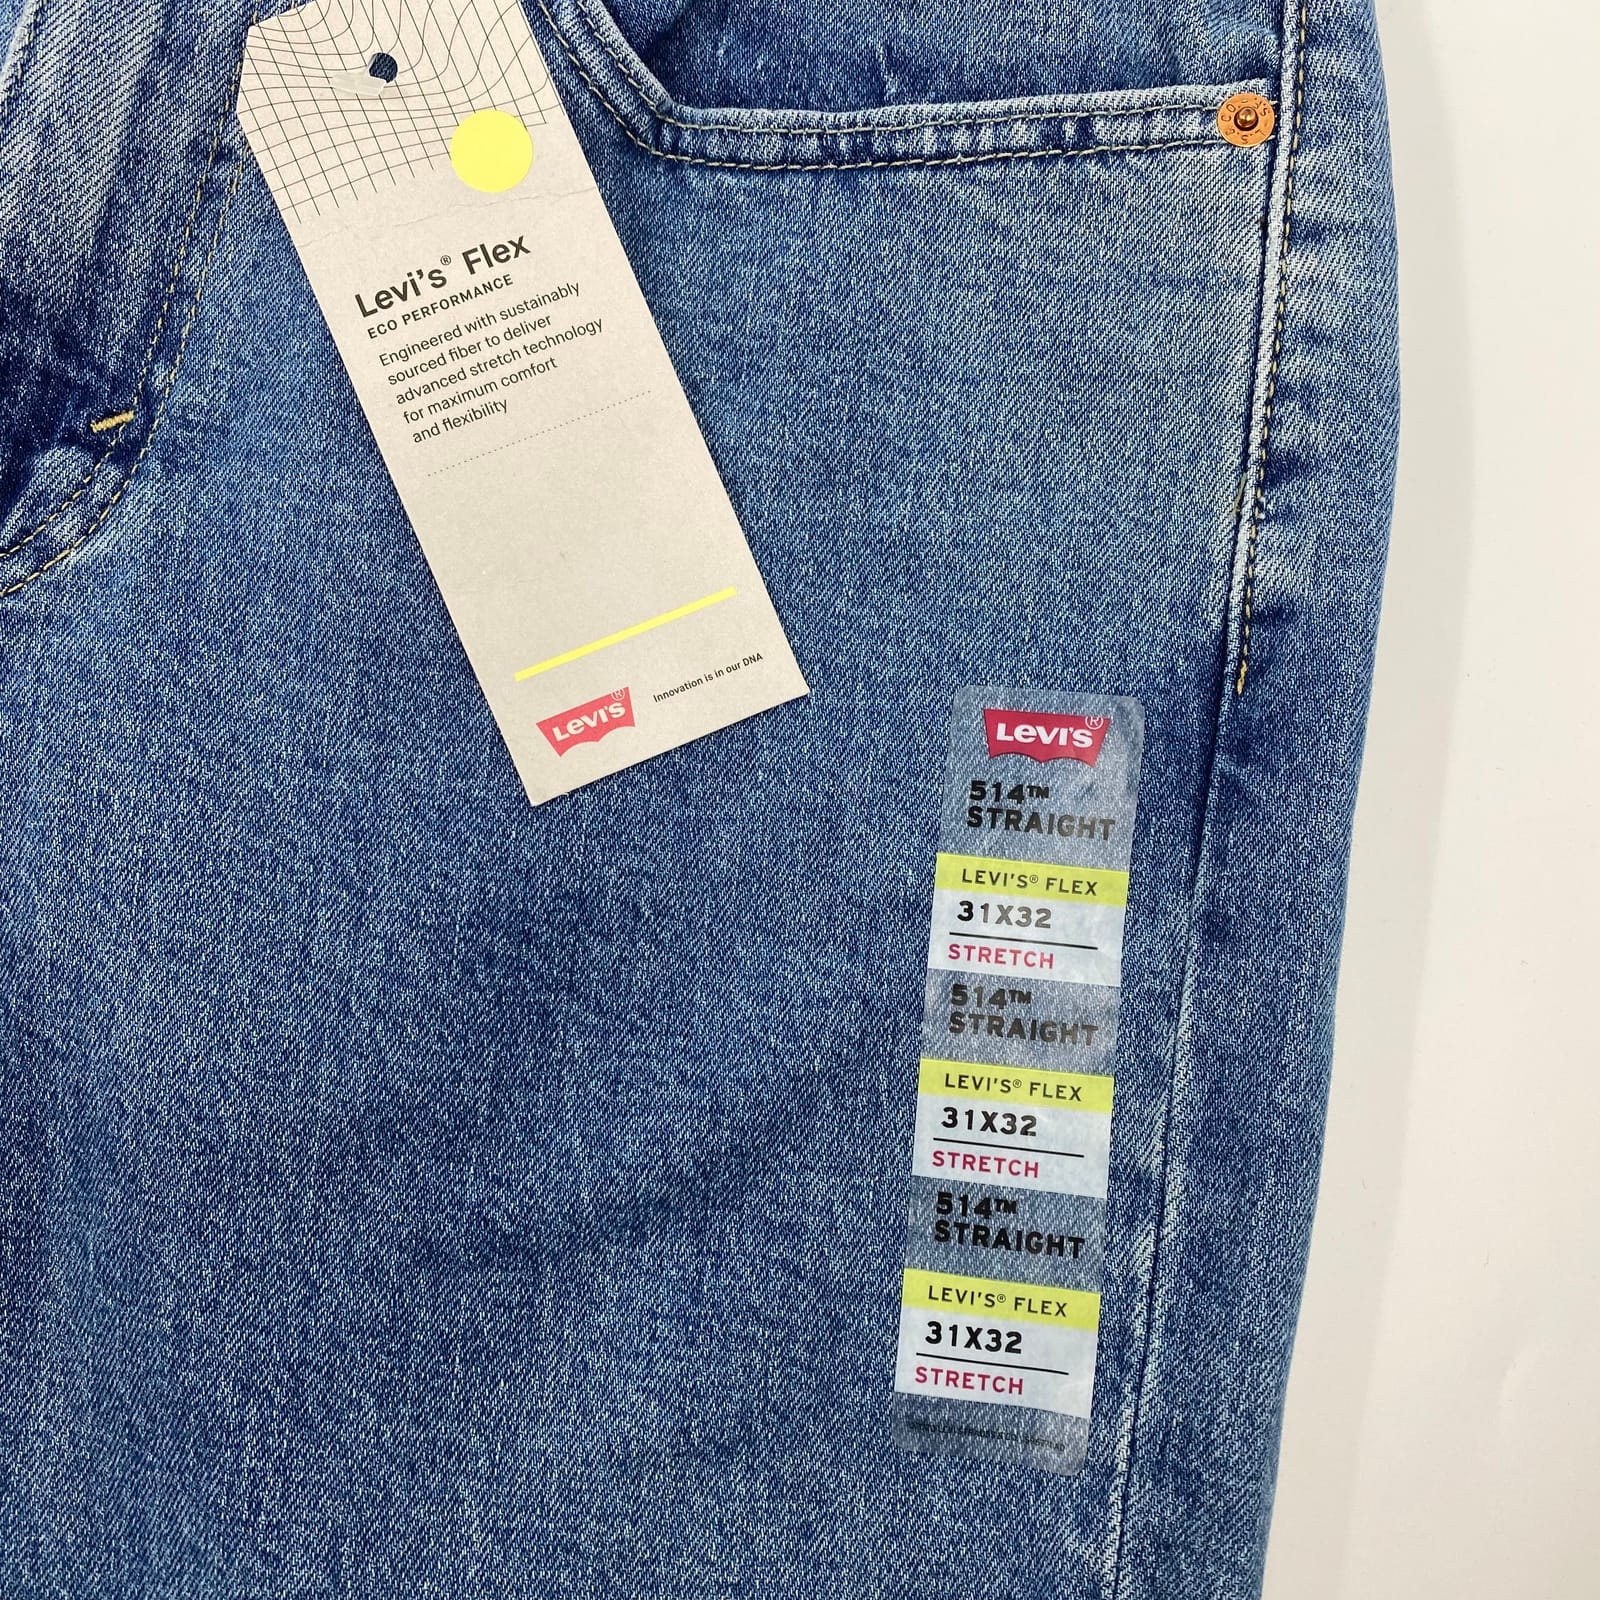 Levi's® Flex
ECO PERFORMANCE
Engineered with sustainably
sourced fiber to deliver
advanced stretch technology
for maximum comfort
and flexibility
LEVI'S®
Innovation is in our DNA
LEVI'S®
514™
STRAIGHT
LEVI'S® FLEX
31X32
STRETCH
514™
STRAIGHT
LEVI'S® FLEX
31X32
STRETCH
514™
STRAIGHT
LEVI'S® FLEX
31X32
STRETCH